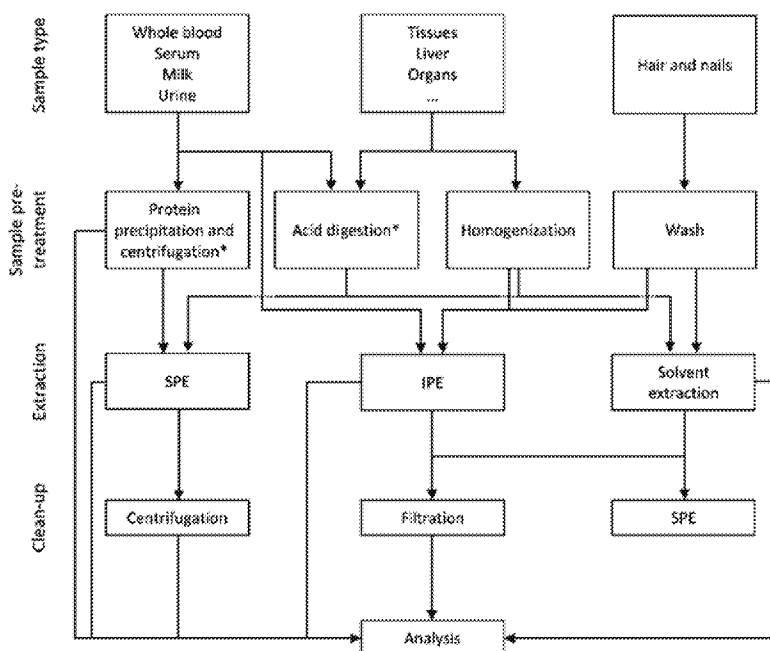 Sample type
Whole blood
Serum
Milk
Urine
Tissues
Liver
Organs
...
Hair and nails
Sample pre-
treatment
Protein
precipitation and
centrifugation*
Acid digestion*
Homogenization
Wash
Extraction
SPE
IPE
Solvent
extraction
Clean-up
Centrifugation
Filtration
SPE
Analysis